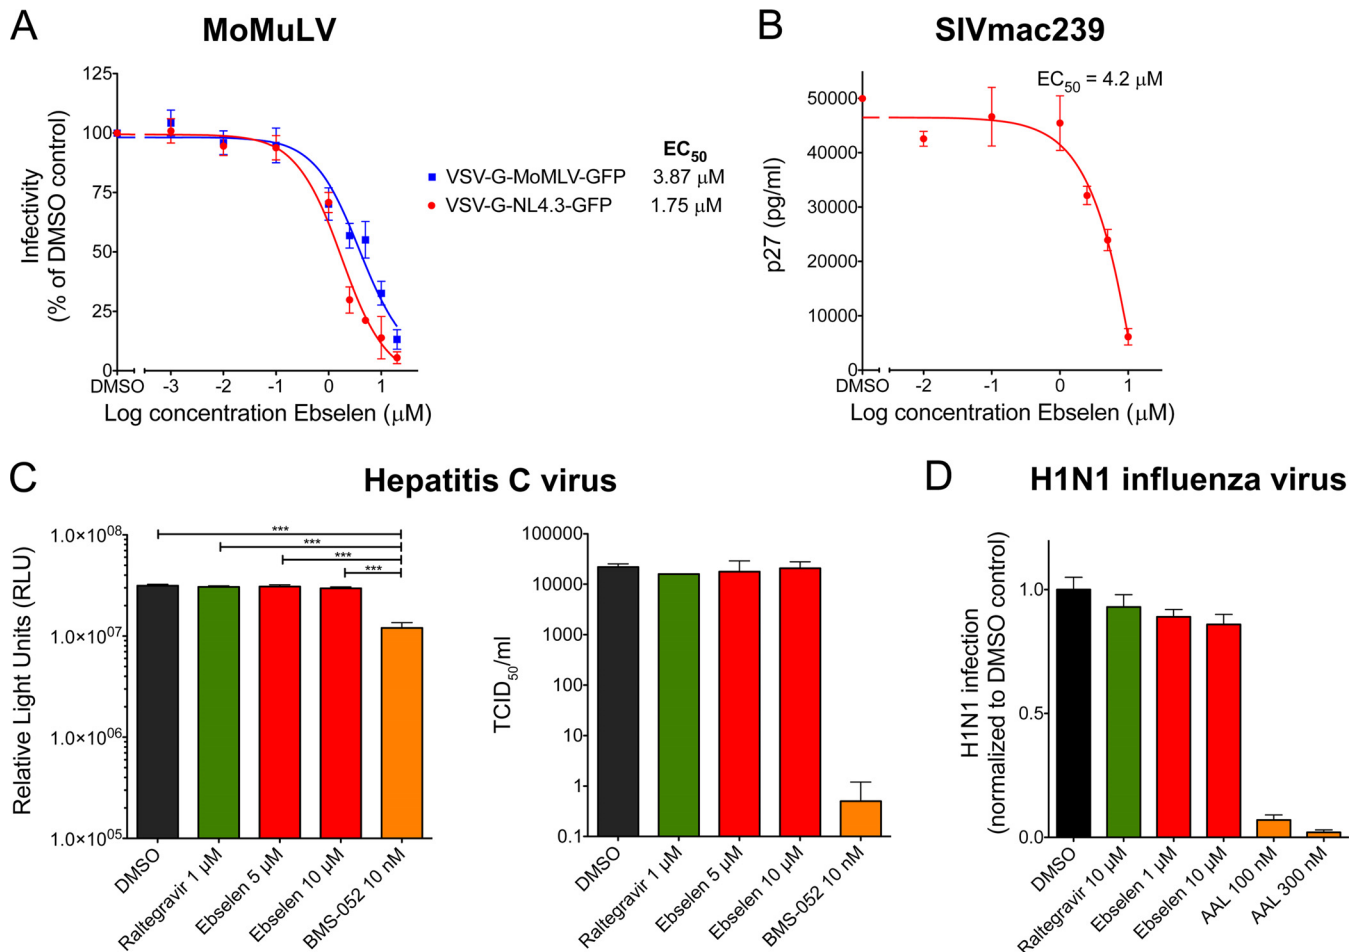 A
MoMuLV
Infectivity
(% of DMSO control)
125
100
75
50
25
0
DMSO
-3
-2
-1
0
1
Log concentration Ebselen (μM)
EC50
VSV-G-MoMLV-GFP 3.87 μM
VSV-G-NL4.3-GFP 1.75 μM
B
SIVmac239
EC50 = 4.2 μM
p27 (pg/ml)
50000
40000
30000
20000
10000
0
DMSO
-2
-1
0
1
Log concentration Ebselen (μM)
C
Hepatitis C virus
Relative Light Units (RLU)
1.0×10^08
1.0×10^07
1.0×10^06
1.0×10^05
***
***
***
***
DMSO
Raltegravir 1 μM
Ebselen 5 μM
Ebselen 10 μM
BMS-052 10 nM
TCID50/ml
100000
10000
1000
100
10
1
0.1
DMSO
Raltegravir 1 μM
Ebselen 5 μM
Ebselen 10 μM
BMS-052 10 nM
D
H1N1 influenza virus
H1N1 infection
(normalized to DMSO control)
1.0
0.5
0.0
DMSO
Raltegravir 10 μM
Ebselen 1 μM
Ebselen 10 μM
AAL 100 nM
AAL 300 nM